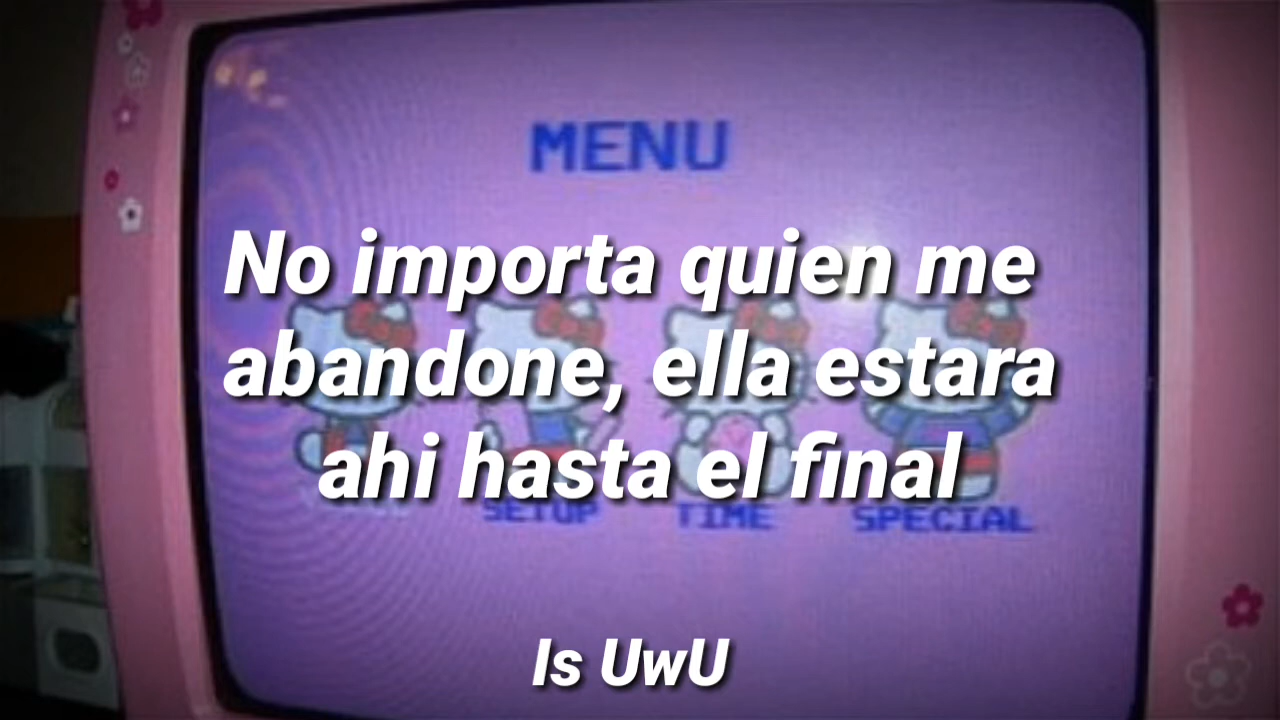 MENU
No importa quien me
abandone, ella estara
ahi hasta el final
SETUP TIME SPECIAL
Is UwU